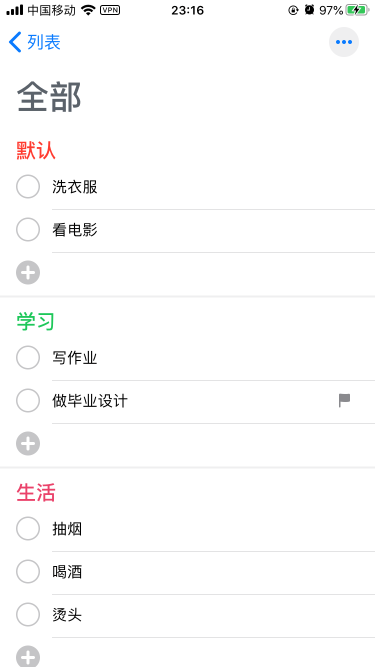 中国移动 VPN 23:16 97%
列表
全部
默认
洗衣服
看电影
学习
写作业
做毕业设计
生活
抽烟
喝酒
烫头